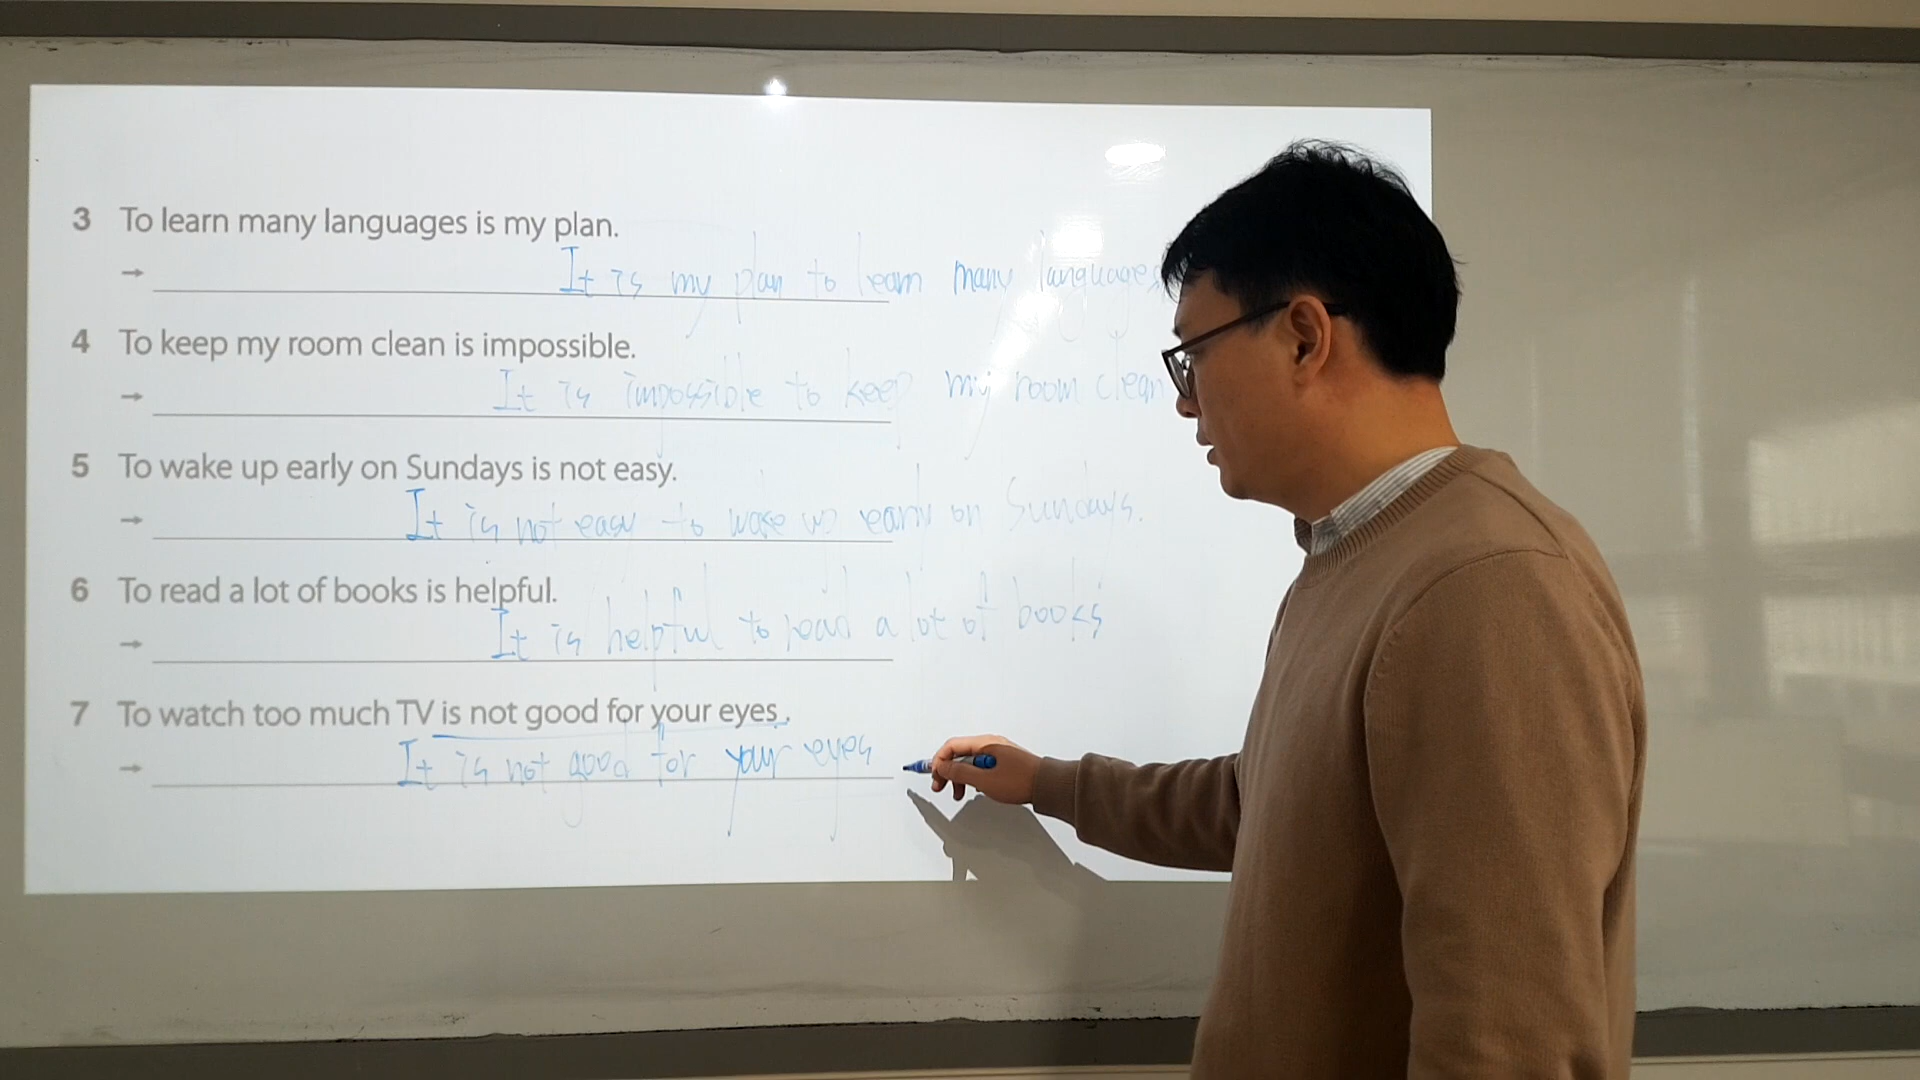 3 To learn many languages is my plan.
→ It is my plan to learn many languages
4 To keep my room clean is impossible.
→ It is impossible to keep my room clean
5 To wake up early on Sundays is not easy.
→ It is not easy to wake up early on Sundays.
6 To read a lot of books is helpful.
→ It is helpful to read a lot of books
7 To watch too much TV is not good for your eyes.
→ It is not good for your eyes